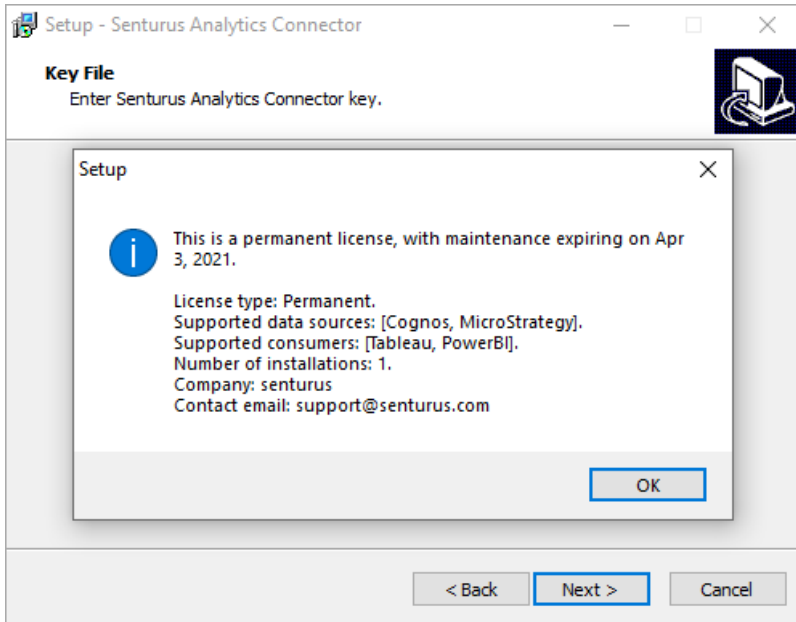 Setup - Senturus Analytics Connector
Key File
Enter Senturus Analytics Connector key.
Setup
This is a permanent license, with maintenance expiring on Apr
3, 2021.
License type: Permanent.
Supported data sources: [Cognos, MicroStrategy].
Supported consumers: [Tableau, PowerBI].
Number of installations: 1.
Company: senturus
Contact email: support@senturus.com
OK
< Back
Next >
Cancel